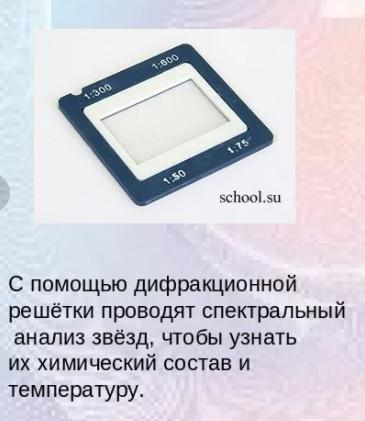 1:300
1:600
1:50
1:75
school.su
С помощью дифракционной
решётки проводят спектральный
анализ звёзд, чтобы узнать
их химический состав и
температуру.